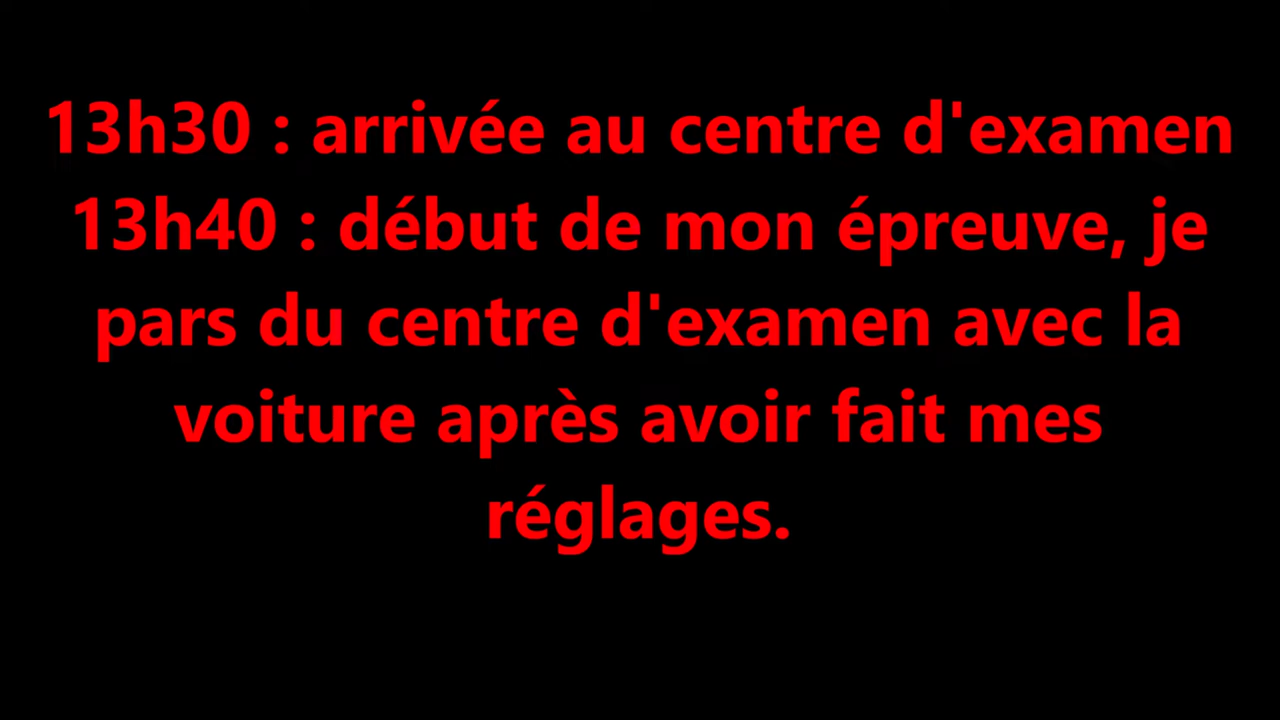 13h30 : arrivée au centre d'examen
13h40 : début de mon épreuve, je
pars du centre d'examen avec la
voiture après avoir fait mes
réglages.